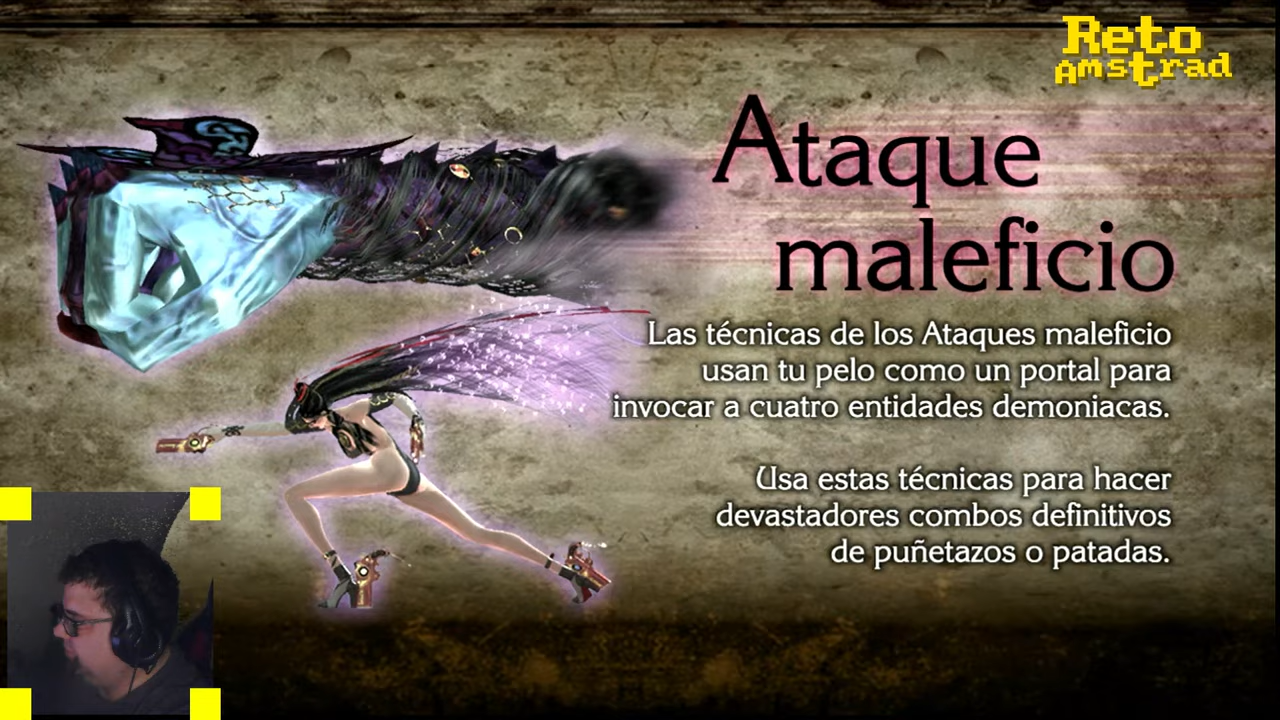 Reto
Amstrad
Ataque
maleficio
Las técnicas de los Ataques maleficio
usan tu pelo como un portal para
invocar a cuatro entidades demoniacas.
Usa estas técnicas para hacer
devastadores combos definitivos
de puñetazos o patadas.